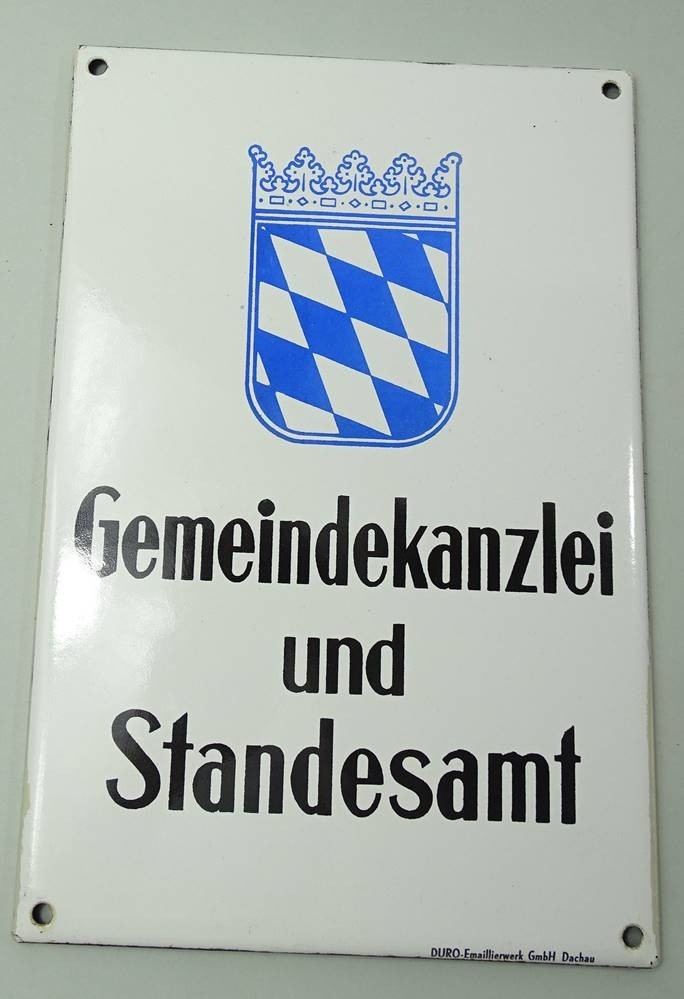 Gemeindekanzlei
und
Standesamt
DURO-Emaillierwerk GmbH Dachau